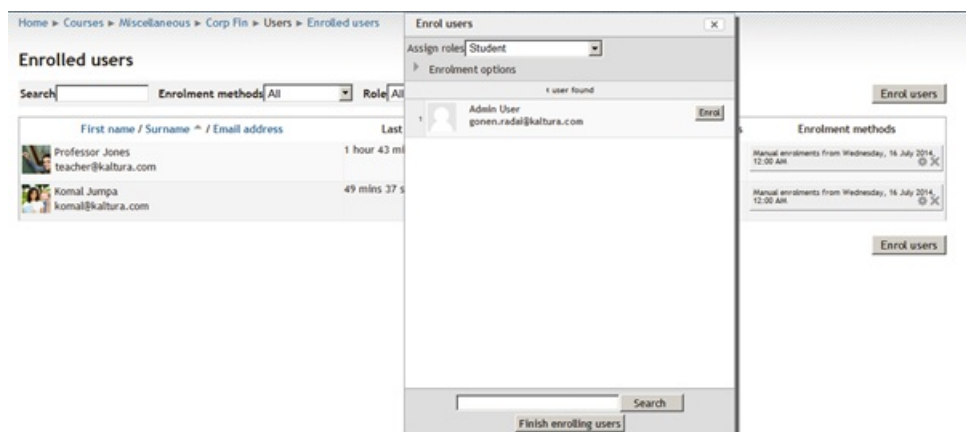 Home ► Courses ► Miscellaneous ► Corp Fin ► Users ► Enrolled users
Enrolled users
Search Enrolment methods All Role All
Enrol users
First name / Surname ^ / Email address Last
Enrolment methods
Professor Jones
teacher@kaltura.com
1 hour 43 mi
Manual enrolments from Wednesday, 16 July 2014,
12:00 AM
Komal Jumpa
komal@kaltura.com
49 mins 37 s
Manual enrolments from Wednesday, 16 July 2014,
12:00 AM
Enrol users
Enrol users
Assign roles Student
Enrolment options
1 user found
1
Admin User
gonen.radai@kaltura.com
Enrol
Search
Finish enrolling users